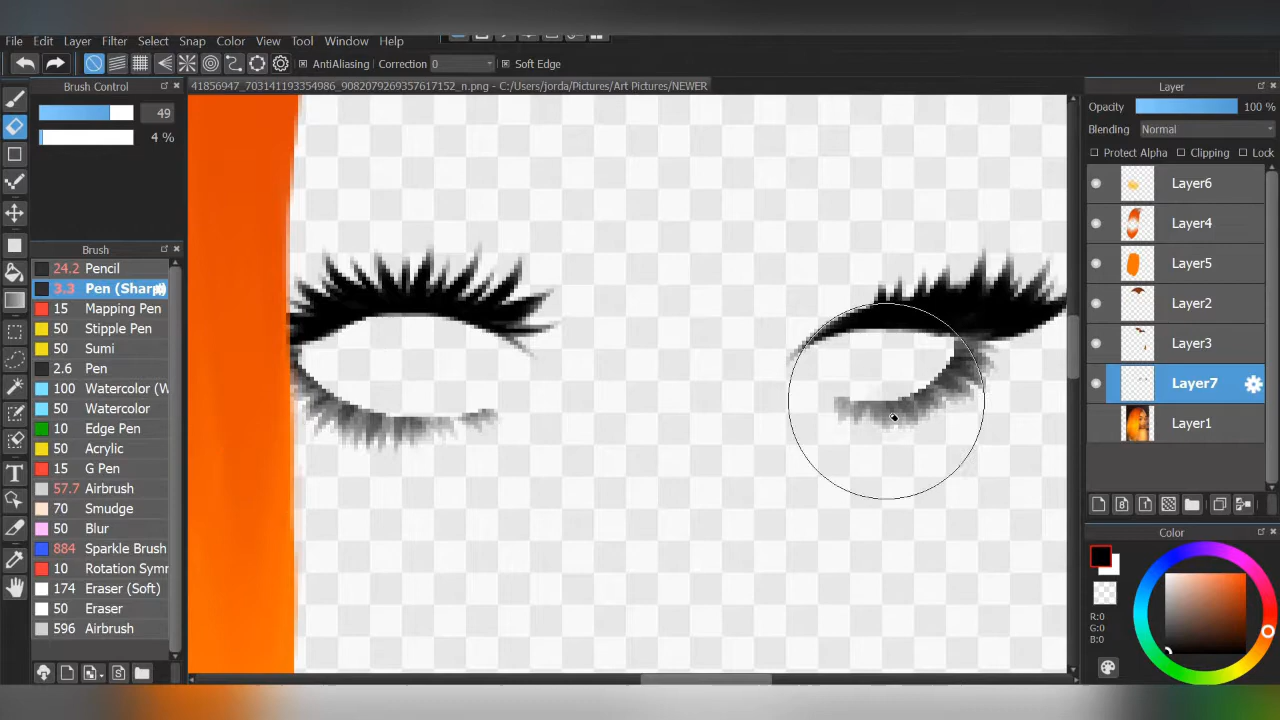 File Edit Layer Filter Select Snap Color View Tool Window Help
AntiAliasing Correction 0 Soft Edge
Brush Control
49
4 %
Brush
24.2 Pencil
3.3 Pen (Sharp)
15 Mapping Pen
50 Stipple Pen
50 Sumi
2.6 Pen
100 Watercolor (W
50 Watercolor
10 Edge Pen
50 Acrylic
15 G Pen
57.7 Airbrush
70 Smudge
50 Blur
884 Sparkle Brush
10 Rotation Symm
174 Eraser (Soft)
50 Eraser
596 Airbrush
41856947_703141193354986_9082079269357617152_n.png - C:/Users/jorda/Pictures/Art Pictures/NEWER
Layer
Opacity 100 %
Blending Normal
Protect Alpha Clipping Lock
Layer6
Layer4
Layer5
Layer2
Layer3
Layer7
Layer1
8 1
Color
R:0
G:0
B:0
T
S